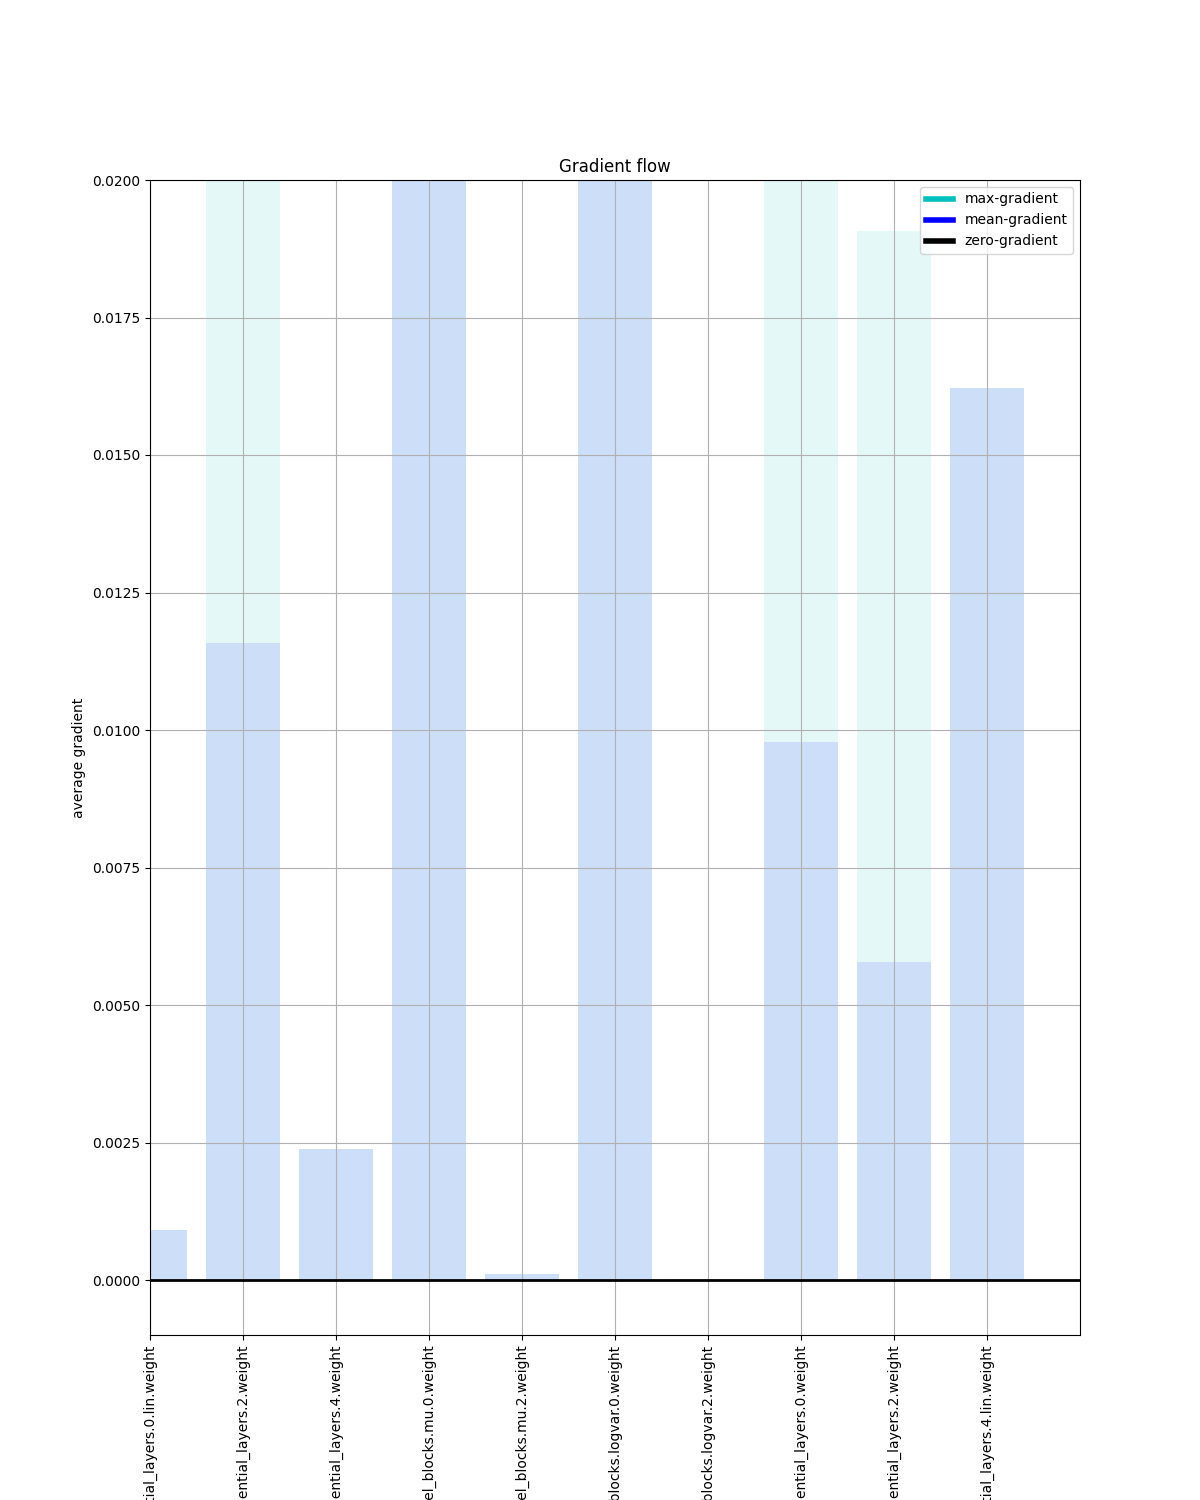 Gradient flow
max-gradient
mean-gradient
zero-gradient
0.0200
0.0175
0.0150
0.0125
0.0100
0.0075
0.0050
0.0025
0.0000
average gradient
tial_layers.0.lin.weight
ential_layers.2.weight
ential_layers.4.weight
el_blocks.mu.0.weight
el_blocks.mu.2.weight
blocks.logvar.0.weight
blocks.logvar.2.weight
ential_layers.0.weight
ential_layers.2.weight
tial_layers.4.lin.weight